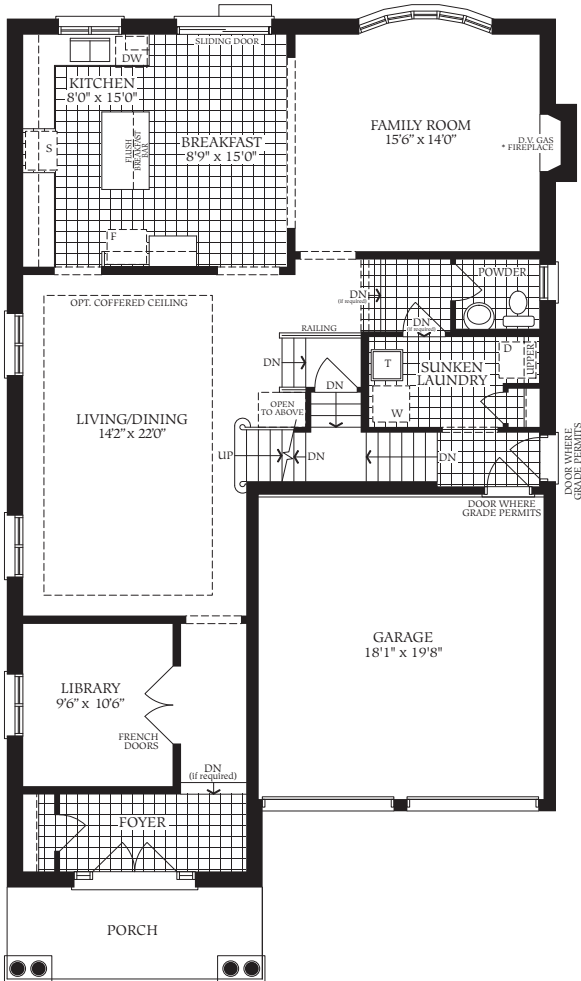 SLIDING DOOR
DW
KITCHEN
8'0" x 15'0"
S
FLUSH
BREAKFAST
BAR
BREAKFAST
8'9" x 15'0"
F
FAMILY ROOM
15'6" x 14'0"
D.V. GAS
* FIREPLACE
OPT. COFFERED CEILING
DN
(if required)
POWDER
DN
(if required)
RAILING
DN
DN
T
SUNKEN
LAUNDRY
D
UPPER
W
OPEN
TO ABOVE
LIVING/DINING
14'2" x 22'0"
UP
DN
DN
DOOR WHERE
GRADE PERMITS
DOOR WHERE
GRADE PERMITS
GARAGE
18'1" x 19'8"
LIBRARY
9'6" x 10'6"
FRENCH
DOORS
DN
(if required)
FOYER
PORCH